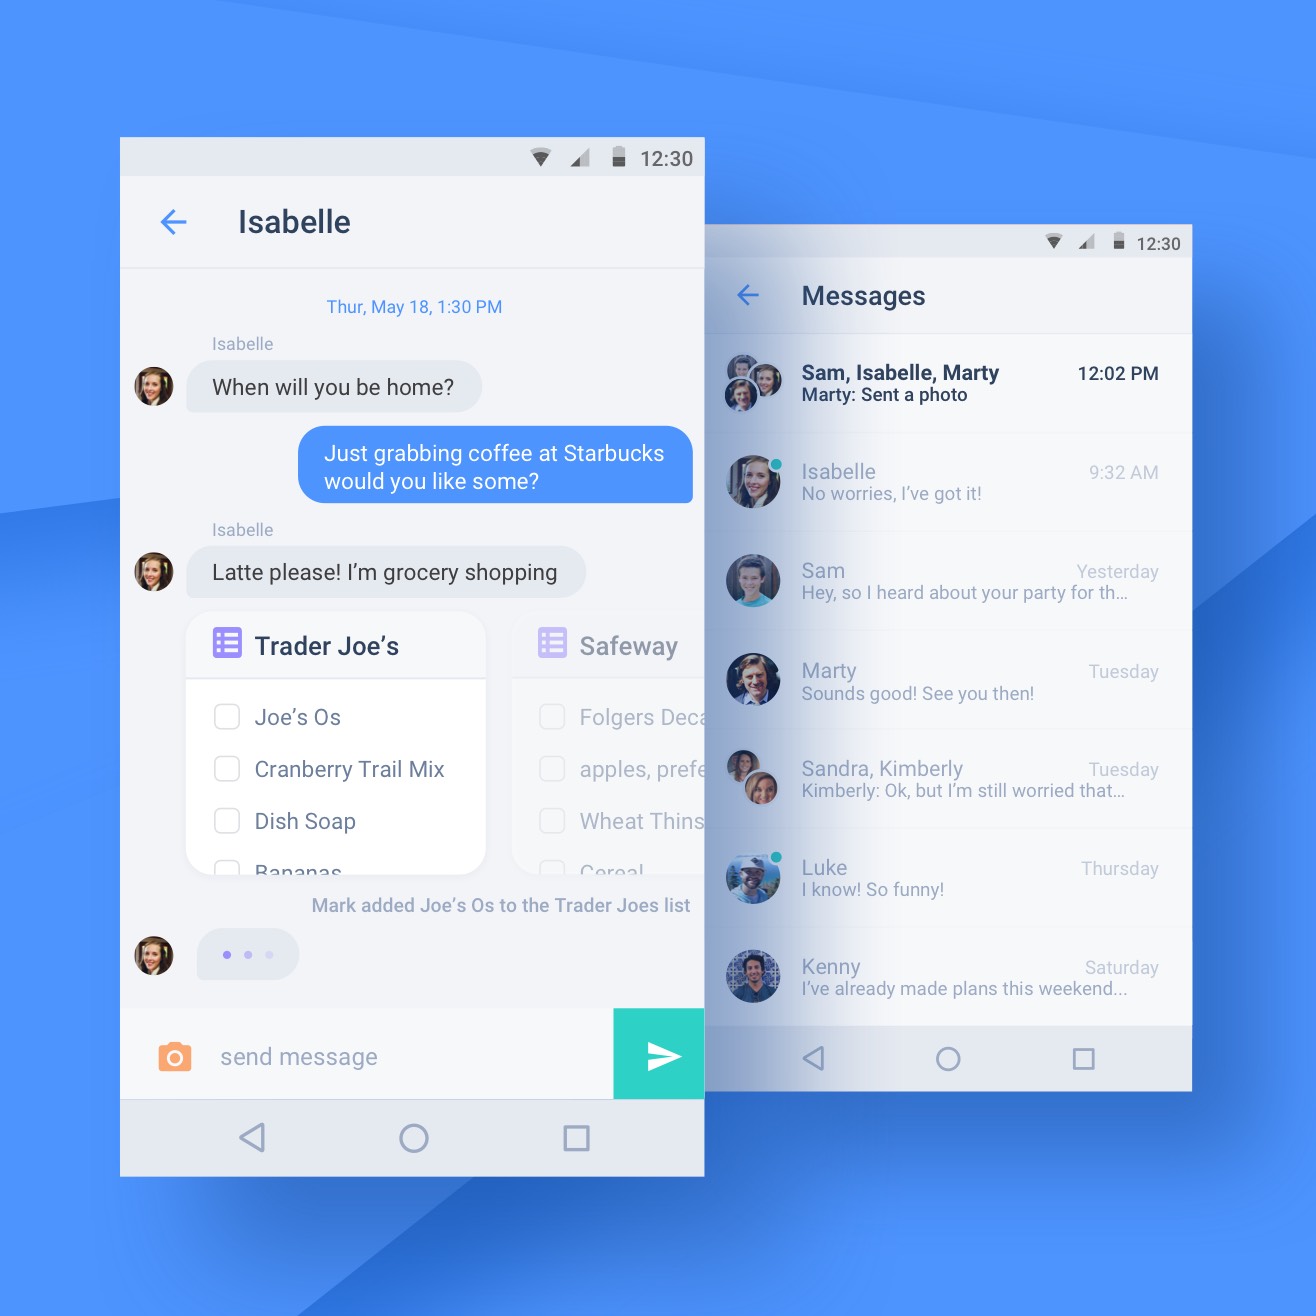 12:30
Isabelle
Thur, May 18, 1:30 PM
Isabelle
When will you be home?
Just grabbing coffee at Starbucks
would you like some?
Isabelle
Latte please! I’m grocery shopping
Trader Joe’s
Joe’s Os
Cranberry Trail Mix
Dish Soap
Bananas
Safeway
Folgers Deca
apples, prefe
Wheat Thins
Cereal
Mark added Joe’s Os to the Trader Joes list
send message
12:30
Messages
Sam, Isabelle, Marty 12:02 PM
Marty: Sent a photo
Isabelle 9:32 AM
No worries, I’ve got it!
Sam Yesterday
Hey, so I heard about your party for th...
Marty Tuesday
Sounds good! See you then!
Sandra, Kimberly Tuesday
Kimberly: Ok, but I’m still worried that...
Luke Thursday
I know! So funny!
Kenny Saturday
I’ve already made plans this weekend...